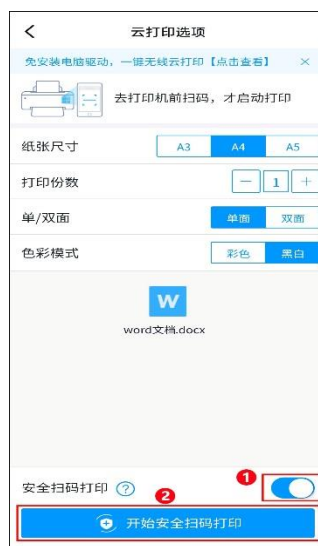 云打印选项
免安装电脑驱动，一键无线云打印【点击查看】 ×
去打印机前扫码，才启动打印
纸张尺寸 A3 A4 A5
打印份数 — 1 +
单/双面 单面 双面
色彩模式 彩色 黑白
W
word文档.docx
安全扫码打印 ? 1
2
开始安全扫码打印